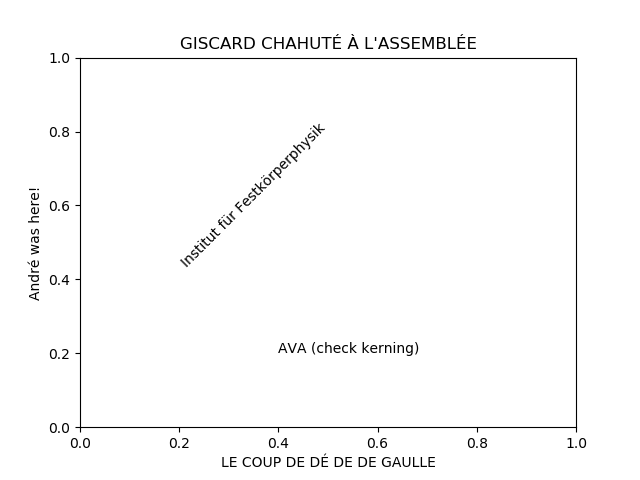 GISCARD CHAHUTÉ À L'ASSEMBLÉE
1.0
0.8
0.6
0.4
0.2
0.0
André was here!
Institut für Festkörperphysik
AVA (check kerning)
0.0 0.2 0.4 0.6 0.8 1.0
LE COUP DE DÉ DE DE GAULLE